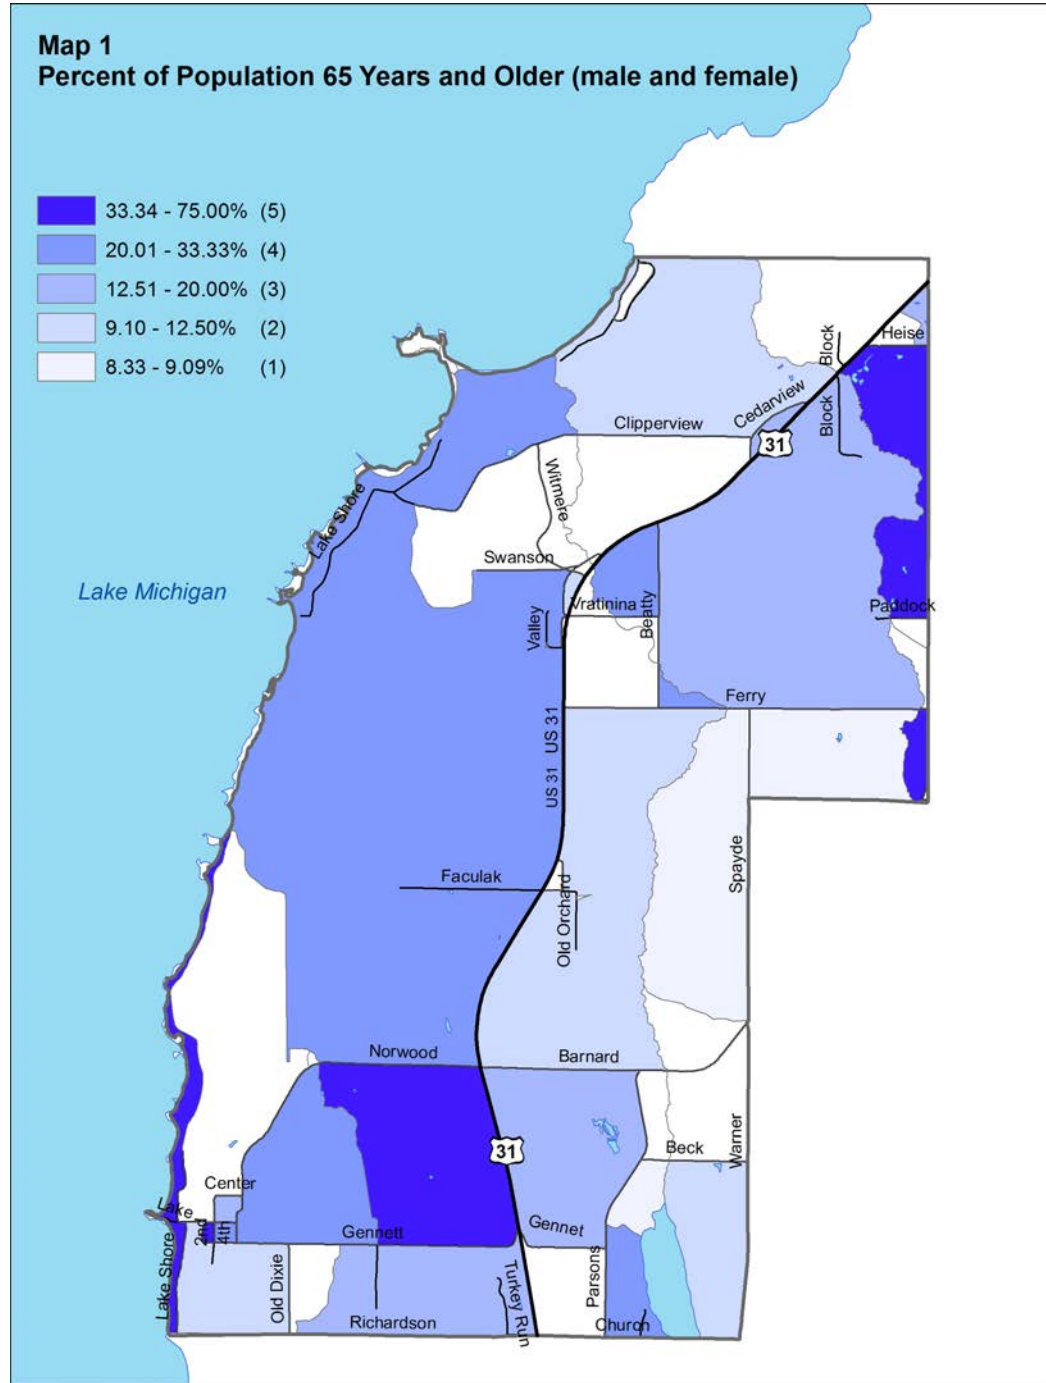 Map 1
Percent of Population 65 Years and Older (male and female)
33.34 - 75.00% (5)
20.01 - 33.33% (4)
12.51 - 20.00% (3)
9.10 - 12.50% (2)
8.33 - 9.09% (1)
Heise
Block
Cedarview
Block
Clipperview
31
Witmere
Lake Shore
Swanson
Lake Michigan
Vratinina
Paddock
Valley
Beatty
Ferry
US 31
US 31
Spayde
Faculak
Old Orchard
Norwood
Barnard
31
Beck
Warner
Center
Lake
2nd
4th
Gennett
Gennet
Lake Shore
Old Dixie
Turkey Run
Parsons
Richardson
Church